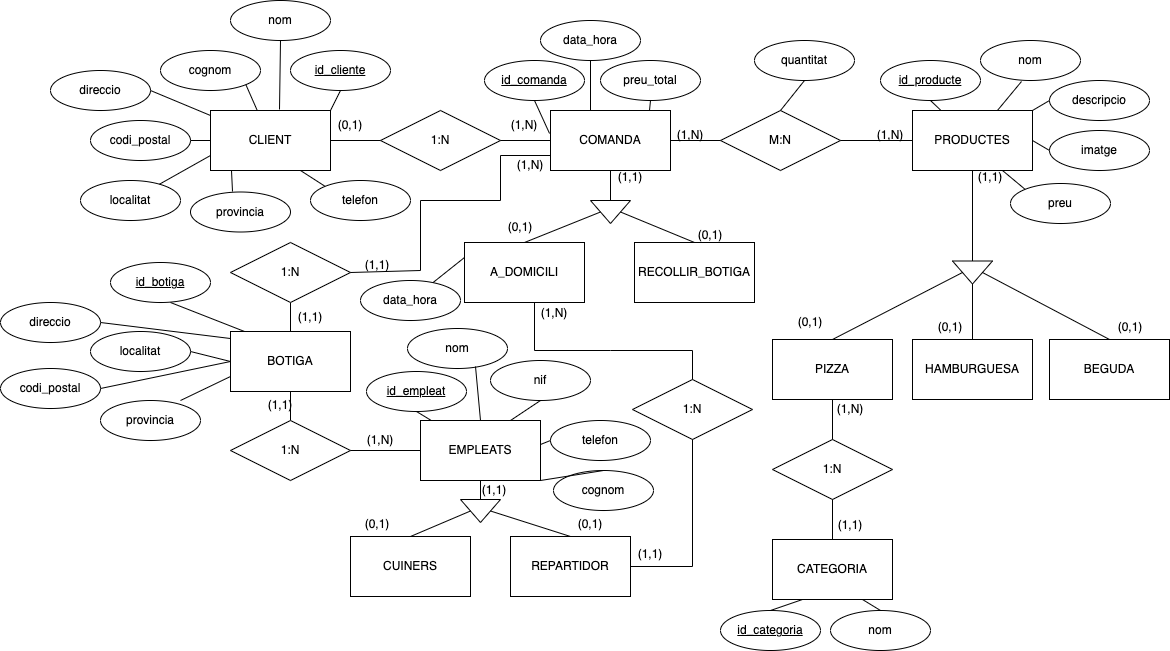 nom
data_hora
cognom
id_cliente
id_comanda
preu_total
quantitat
id_producte
nom
direccio
descripcio
codi_postal
CLIENT
(0,1)
1:N
(1,N)
COMANDA
(1,N)
M:N
(1,N)
PRODUCTES
imatge
localitat
provincia
telefon
(1,N)
(1,1)
(1,1)
preu
(0,1)
(0,1)
1:N
(1,1)
A_DOMICILI
RECOLLIR_BOTIGA
id_botiga
data_hora
direccio
(1,1)
(1,N)
(0,1)
(0,1)
(0,1)
localitat
BOTIGA
nom
PIZZA
HAMBURGUESA
BEGUDA
codi_postal
id_empleat
nif
provincia
(1,1)
1:N
(1,N)
1:N
(1,N)
EMPLEATS
telefon
1:N
(1,1)
cognom
(0,1)
(0,1)
(1,1)
CUINERS
REPARTIDOR
(1,1)
CATEGORIA
id_categoria
nom